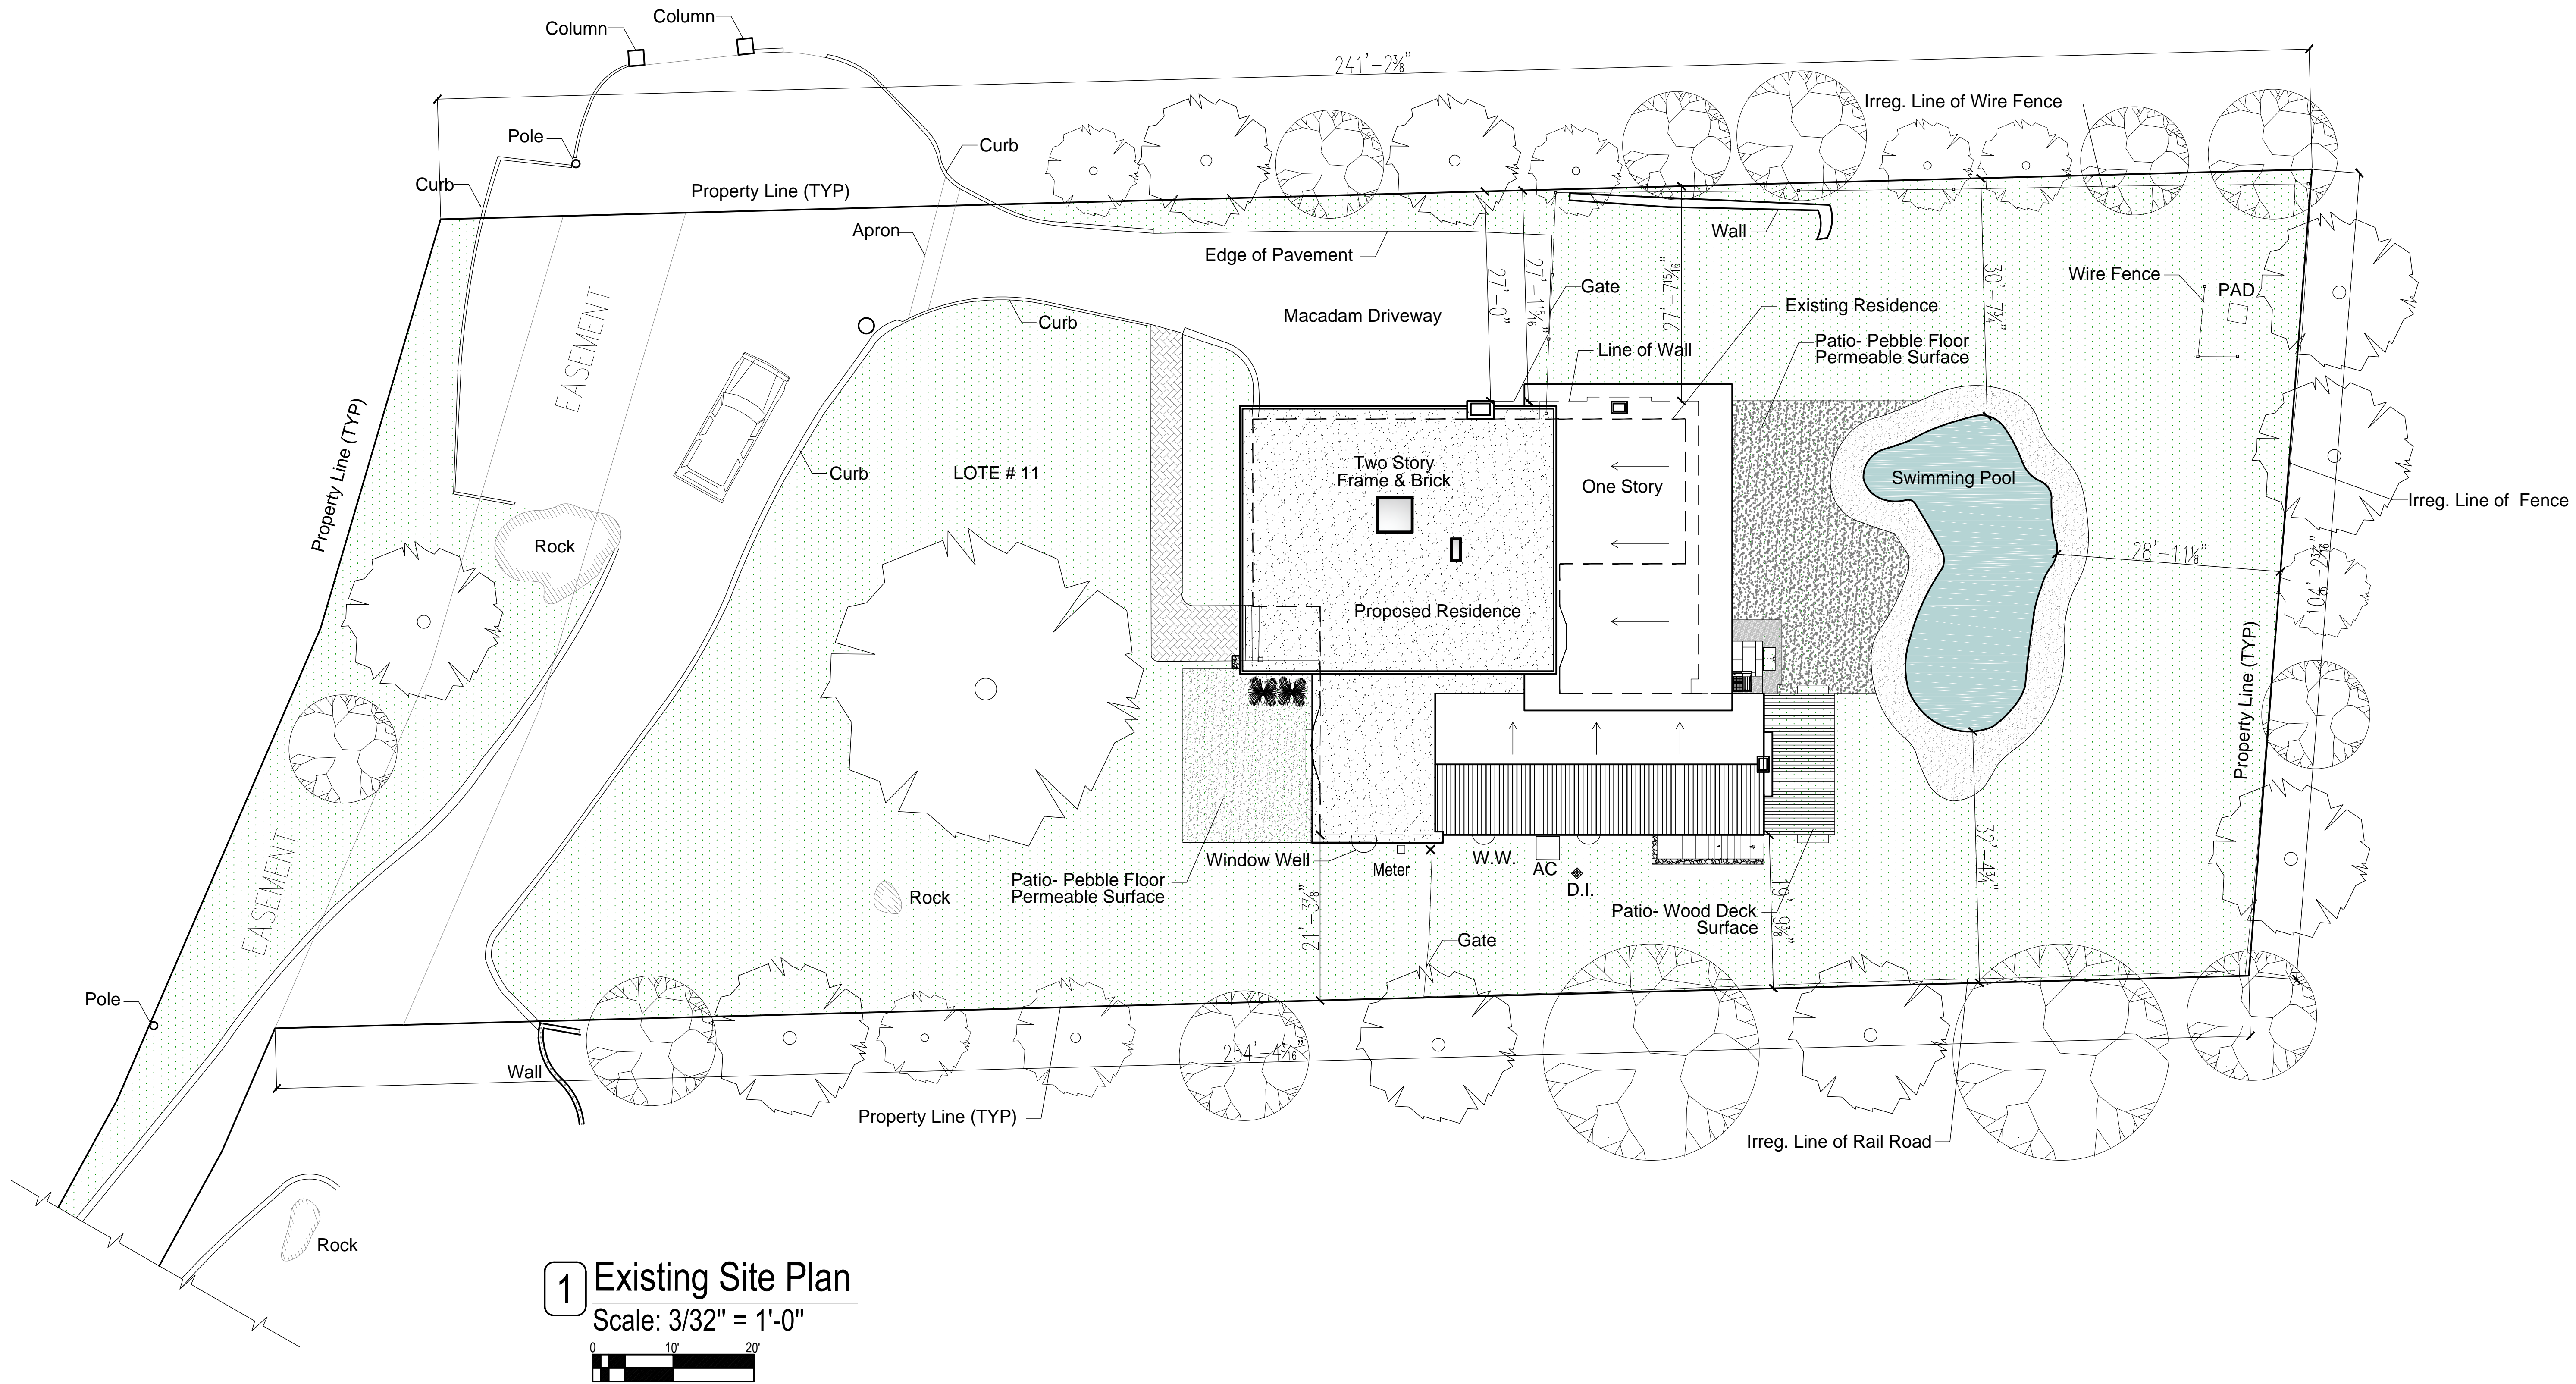 Column
Column
241'-2⅜"
Irreg. Line of Wire Fence
Pole
Curb
Curb
Property Line (TYP)
Apron
Wall
Edge of Pavement
Wire Fence
PAD
EASEMENT
27'-0"
27'-1 15/16"
27'-7 15/16"
30'-7¾"
Gate
Existing Residence
Macadam Driveway
Curb
Line of Wall
Patio- Pebble Floor
Permeable Surface
Property Line (TYP)
Curb
LOTE # 11
Two Story
Frame & Brick
One Story
Swimming Pool
Irreg. Line of  Fence
Rock
28'-11⅛"
Proposed Residence
Property Line (TYP)
EASEMENT
Window Well
Meter
W.W.
AC
D.I.
Patio- Pebble Floor
Permeable Surface
Rock
21'-3⅞"
Patio- Wood Deck
Surface
19'-9⅜"
32'-4¾"
Gate
Pole
254'-4 3/16"
Wall
Property Line (TYP)
Irreg. Line of Rail Road
Rock
1
Existing Site Plan
Scale: 3/32" = 1'-0"
0 10' 20'